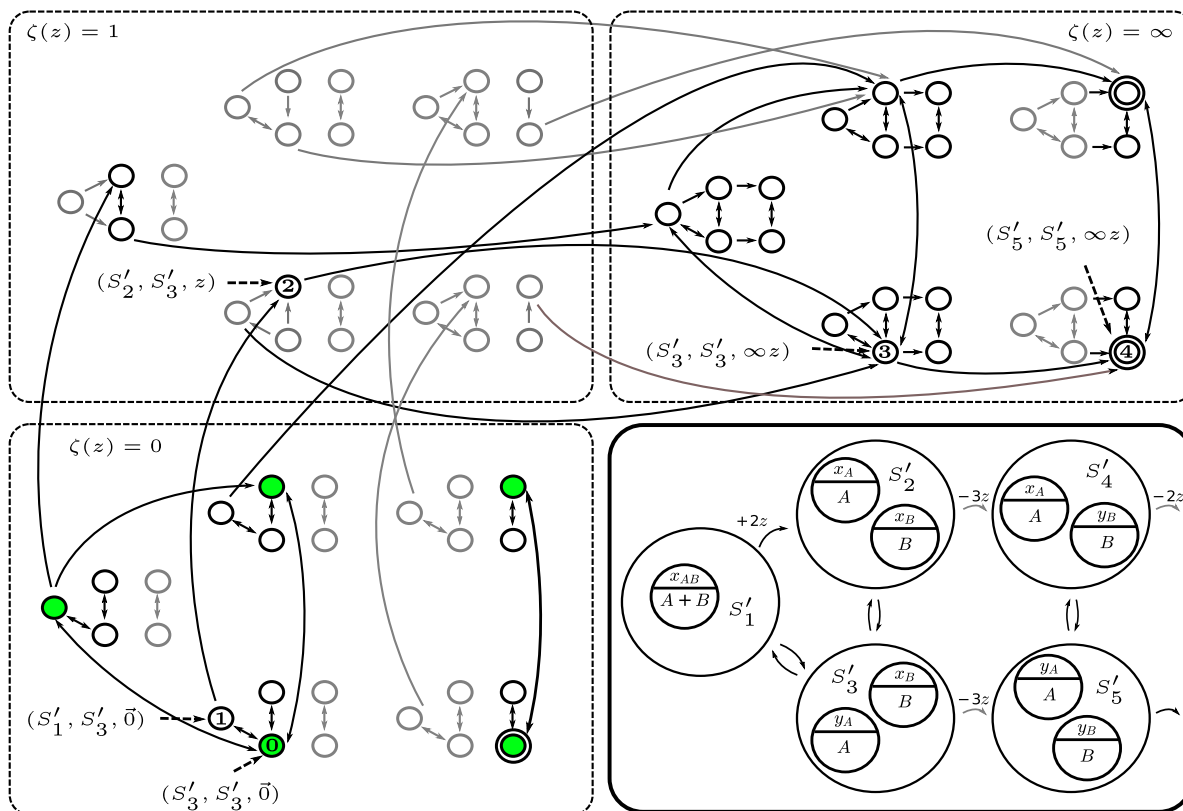 ζ(z) = 1
ζ(z) = ∞
(S′₅, S′₅, ∞z)
(S′₂, S′₃, z)
2
(S′₃, S′₃, ∞z)
3
4
ζ(z) = 0
x_A
A
S′₂
x_B
B
−3z
x_A
A
S′₄
y_B
B
−2z
+2z
x_AB
A + B
S′₁
(S′₁, S′₃, 0⃗)
1
0
(S′₃, S′₃, 0⃗)
S′₃
x_B
B
y_A
A
−3z
y_A
A
S′₅
y_B
B